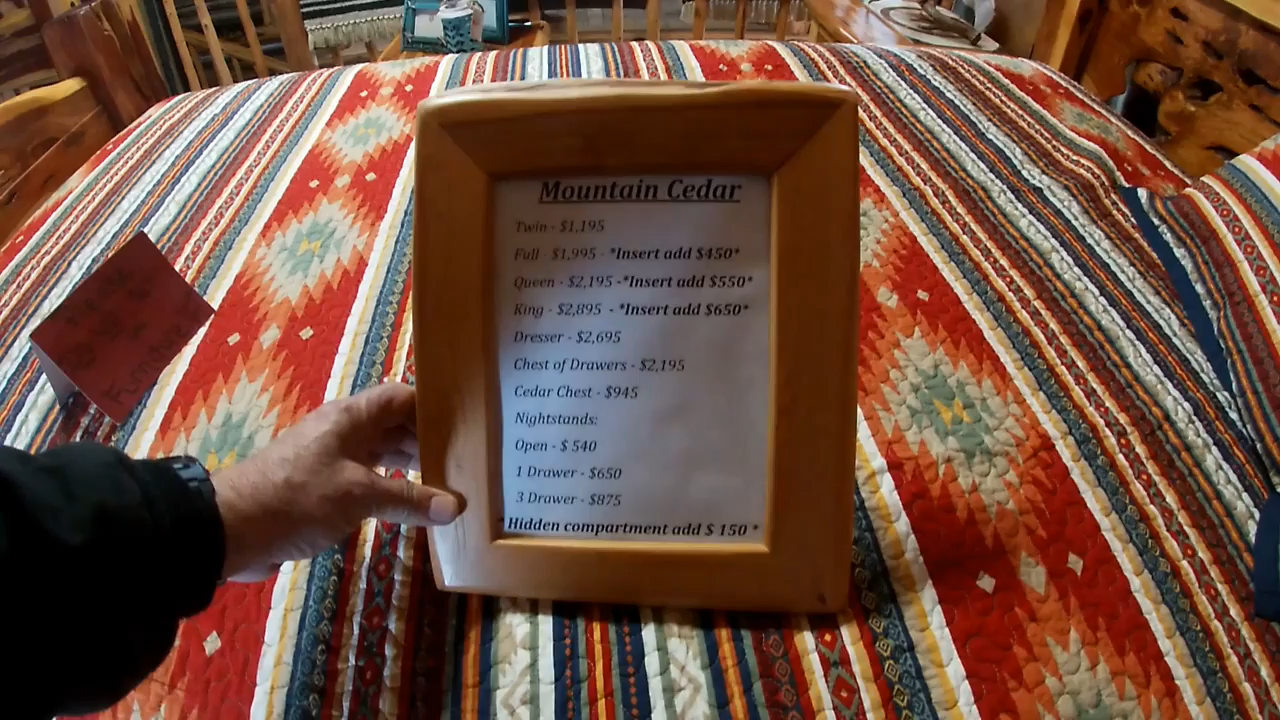 Mountain Cedar
Twin - $1,195
Full - $1,995 - *Insert add $450*
Queen - $2,195 -*Insert add $550*
King - $2,895 - *Insert add $650*
Dresser - $2,695
Chest of Drawers - $2,195
Cedar Chest - $945
Nightstands:
Open - $ 540
1 Drawer - $650
3 Drawer - $875
*Hidden compartment add $ 150 *
Furniture